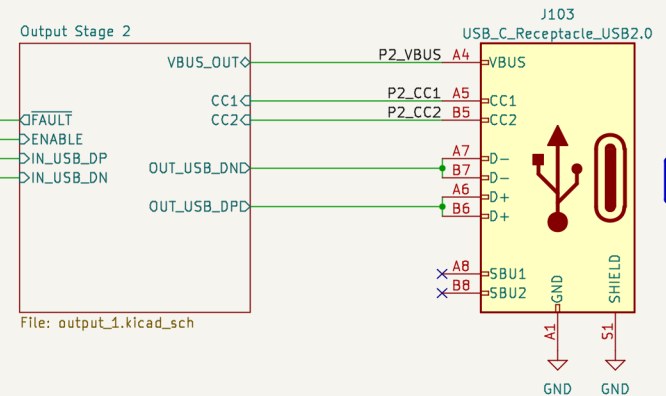 J103
USB_C_Receptacle_USB2.0
Output Stage 2
VBUS_OUT
P2_VBUS
A4
VBUS
CC1
P2_CC1
A5
CC1
CC2
P2_CC2
B5
CC2
FAULT
ENABLE
IN_USB_DP
IN_USB_DN
OUT_USB_DN
A7
D-
B7
D-
OUT_USB_DP
A6
D+
B6
D+
A8
SBU1
B8
SBU2
GND
SHIELD
File: output_1.kicad_sch
A1
S1
GND
GND